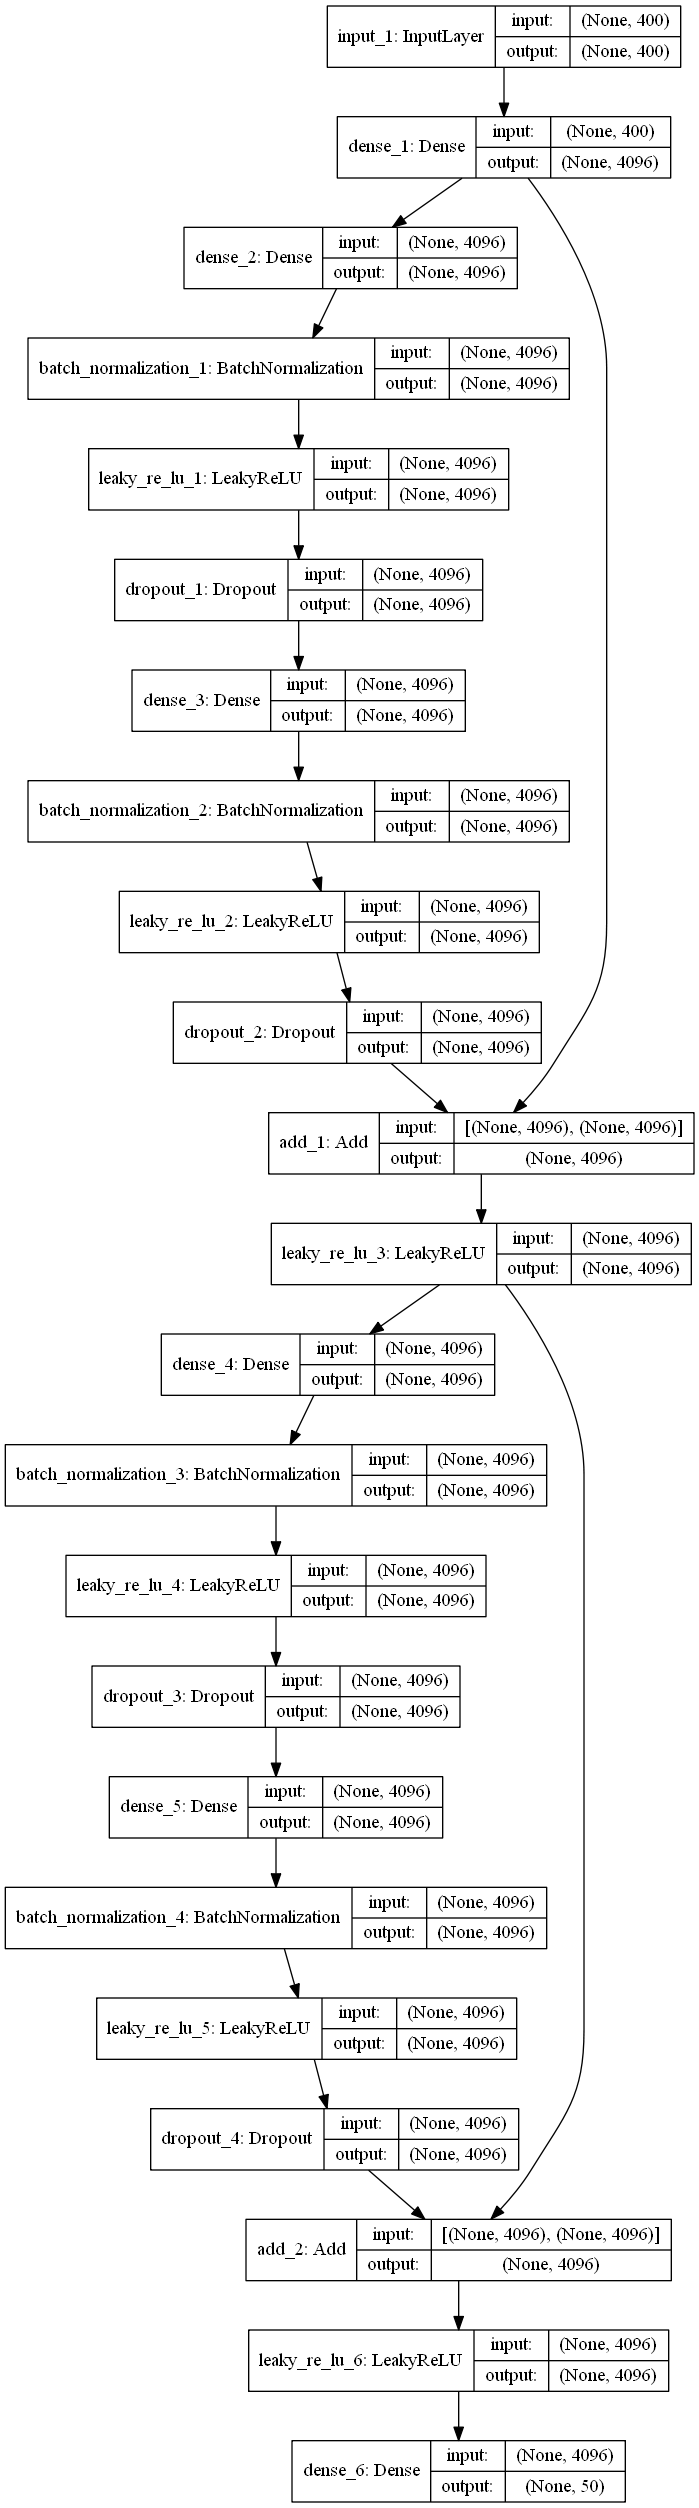 input_1: InputLayer
input: (None, 400)
output: (None, 400)
dense_1: Dense
input: (None, 400)
output: (None, 4096)
dense_2: Dense
input: (None, 4096)
output: (None, 4096)
batch_normalization_1: BatchNormalization
input: (None, 4096)
output: (None, 4096)
leaky_re_lu_1: LeakyReLU
input: (None, 4096)
output: (None, 4096)
dropout_1: Dropout
input: (None, 4096)
output: (None, 4096)
dense_3: Dense
input: (None, 4096)
output: (None, 4096)
batch_normalization_2: BatchNormalization
input: (None, 4096)
output: (None, 4096)
leaky_re_lu_2: LeakyReLU
input: (None, 4096)
output: (None, 4096)
dropout_2: Dropout
input: (None, 4096)
output: (None, 4096)
add_1: Add
input: [(None, 4096), (None, 4096)]
output: (None, 4096)
leaky_re_lu_3: LeakyReLU
input: (None, 4096)
output: (None, 4096)
dense_4: Dense
input: (None, 4096)
output: (None, 4096)
batch_normalization_3: BatchNormalization
input: (None, 4096)
output: (None, 4096)
leaky_re_lu_4: LeakyReLU
input: (None, 4096)
output: (None, 4096)
dropout_3: Dropout
input: (None, 4096)
output: (None, 4096)
dense_5: Dense
input: (None, 4096)
output: (None, 4096)
batch_normalization_4: BatchNormalization
input: (None, 4096)
output: (None, 4096)
leaky_re_lu_5: LeakyReLU
input: (None, 4096)
output: (None, 4096)
dropout_4: Dropout
input: (None, 4096)
output: (None, 4096)
add_2: Add
input: [(None, 4096), (None, 4096)]
output: (None, 4096)
leaky_re_lu_6: LeakyReLU
input: (None, 4096)
output: (None, 4096)
dense_6: Dense
input: (None, 4096)
output: (None, 50)